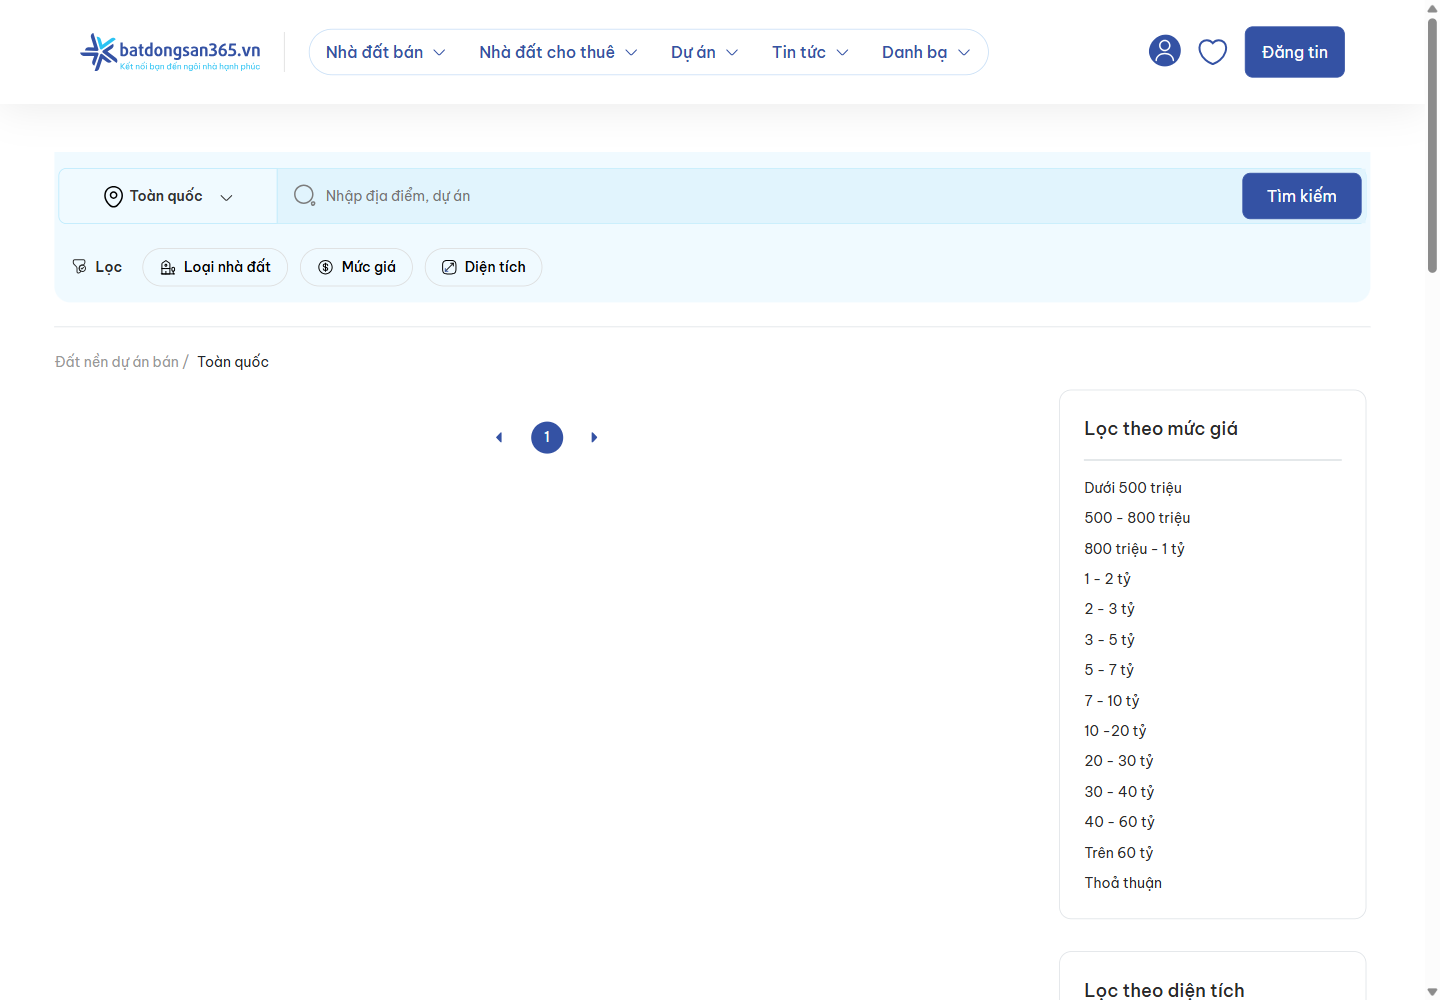 batdongsan365.vn
Kết nối bạn đến ngôi nhà hạnh phúc
Nhà đất bán
Nhà đất cho thuê
Dự án
Tin tức
Danh bạ
Đăng tin
Toàn quốc
Nhập địa điểm, dự án
Tìm kiếm
Lọc
Loại nhà đất
Mức giá
Diện tích
Đất nền dự án bán / Toàn quốc
1
Lọc theo mức giá
Dưới 500 triệu
500 - 800 triệu
800 triệu - 1 tỷ
1 - 2 tỷ
2 - 3 tỷ
3 - 5 tỷ
5 - 7 tỷ
7 - 10 tỷ
10 -20 tỷ
20 - 30 tỷ
30 - 40 tỷ
40 - 60 tỷ
Trên 60 tỷ
Thoả thuận
Lọc theo diện tích